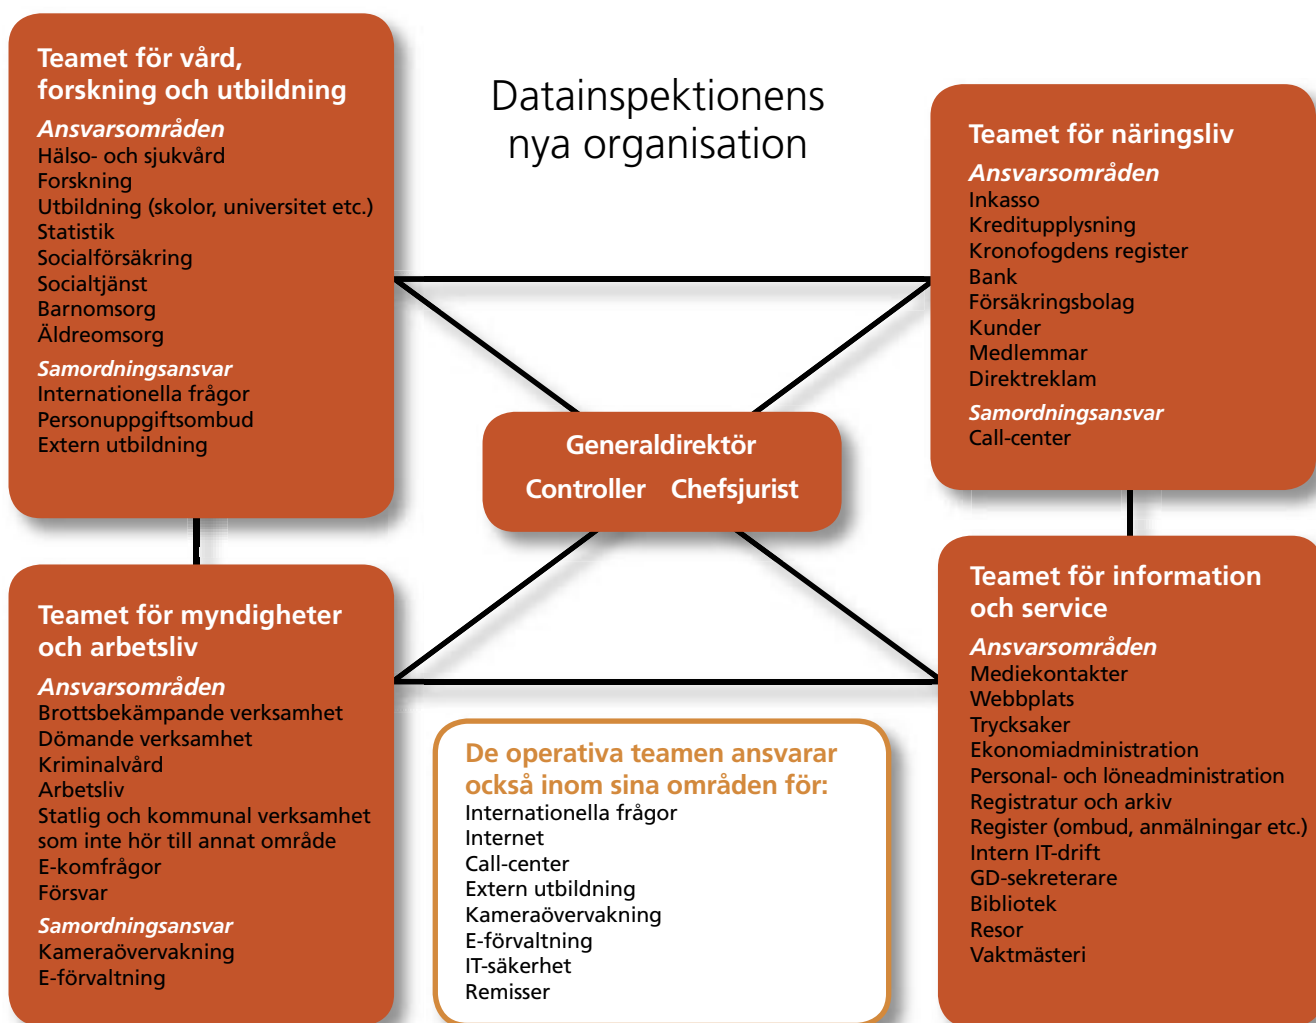 Teamet för vård,
forskning och utbildning
Ansvarsområden
Hälso- och sjukvård
Forskning
Utbildning (skolor, universitet etc.)
Statistik
Socialförsäkring
Socialtjänst
Barnomsorg
Äldreomsorg
Samordningsansvar
Internationella frågor
Personuppgiftsombud
Extern utbildning
Datainspektionens
nya organisation
Teamet för näringsliv
Ansvarsområden
Inkasso
Kreditupplysning
Kronofogdens register
Bank
Försäkringsbolag
Kunder
Medlemmar
Direktreklam
Samordningsansvar
Call-center
Generaldirektör
Controller Chefsjurist
Teamet för myndigheter
och arbetsliv
Ansvarsområden
Brottsbekämpande verksamhet
Dömande verksamhet
Kriminalvård
Arbetsliv
Statlig och kommunal verksamhet
som inte hör till annat område
E-komfrågor
Försvar
Samordningsansvar
Kameraövervakning
E-förvaltning
De operativa teamen ansvarar
också inom sina områden för:
Internationella frågor
Internet
Call-center
Extern utbildning
Kameraövervakning
E-förvaltning
IT-säkerhet
Remisser
Teamet för information
och service
Ansvarsområden
Mediekontakter
Webbplats
Trycksaker
Ekonomiadministration
Personal- och löneadministration
Registratur och arkiv
Register (ombud, anmälningar etc.)
Intern IT-drift
GD-sekreterare
Bibliotek
Resor
Vaktmästeri